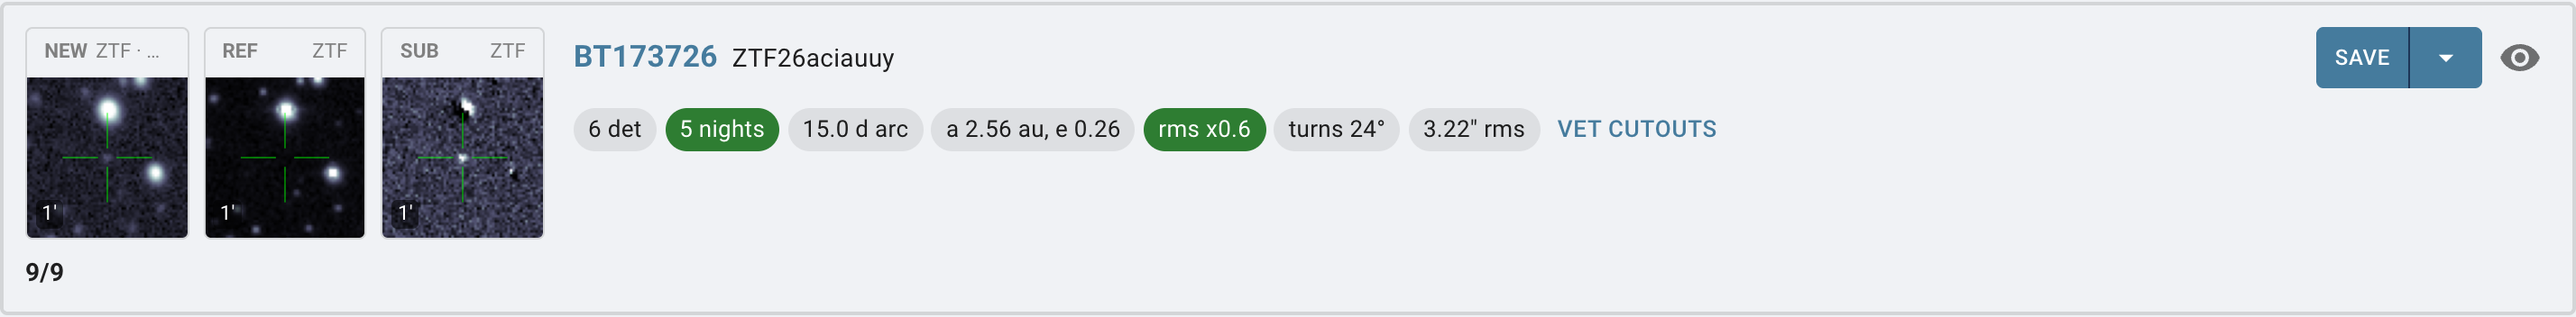 NEW ZTF · ... REF ZTF SUB ZTF
BT173726 ZTF26aciauuy
SAVE
6 det 5 nights 15.0 d arc a 2.56 au, e 0.26 rms x0.6 turns 24° 3.22" rms VET CUTOUTS
1' 1' 1'
9/9